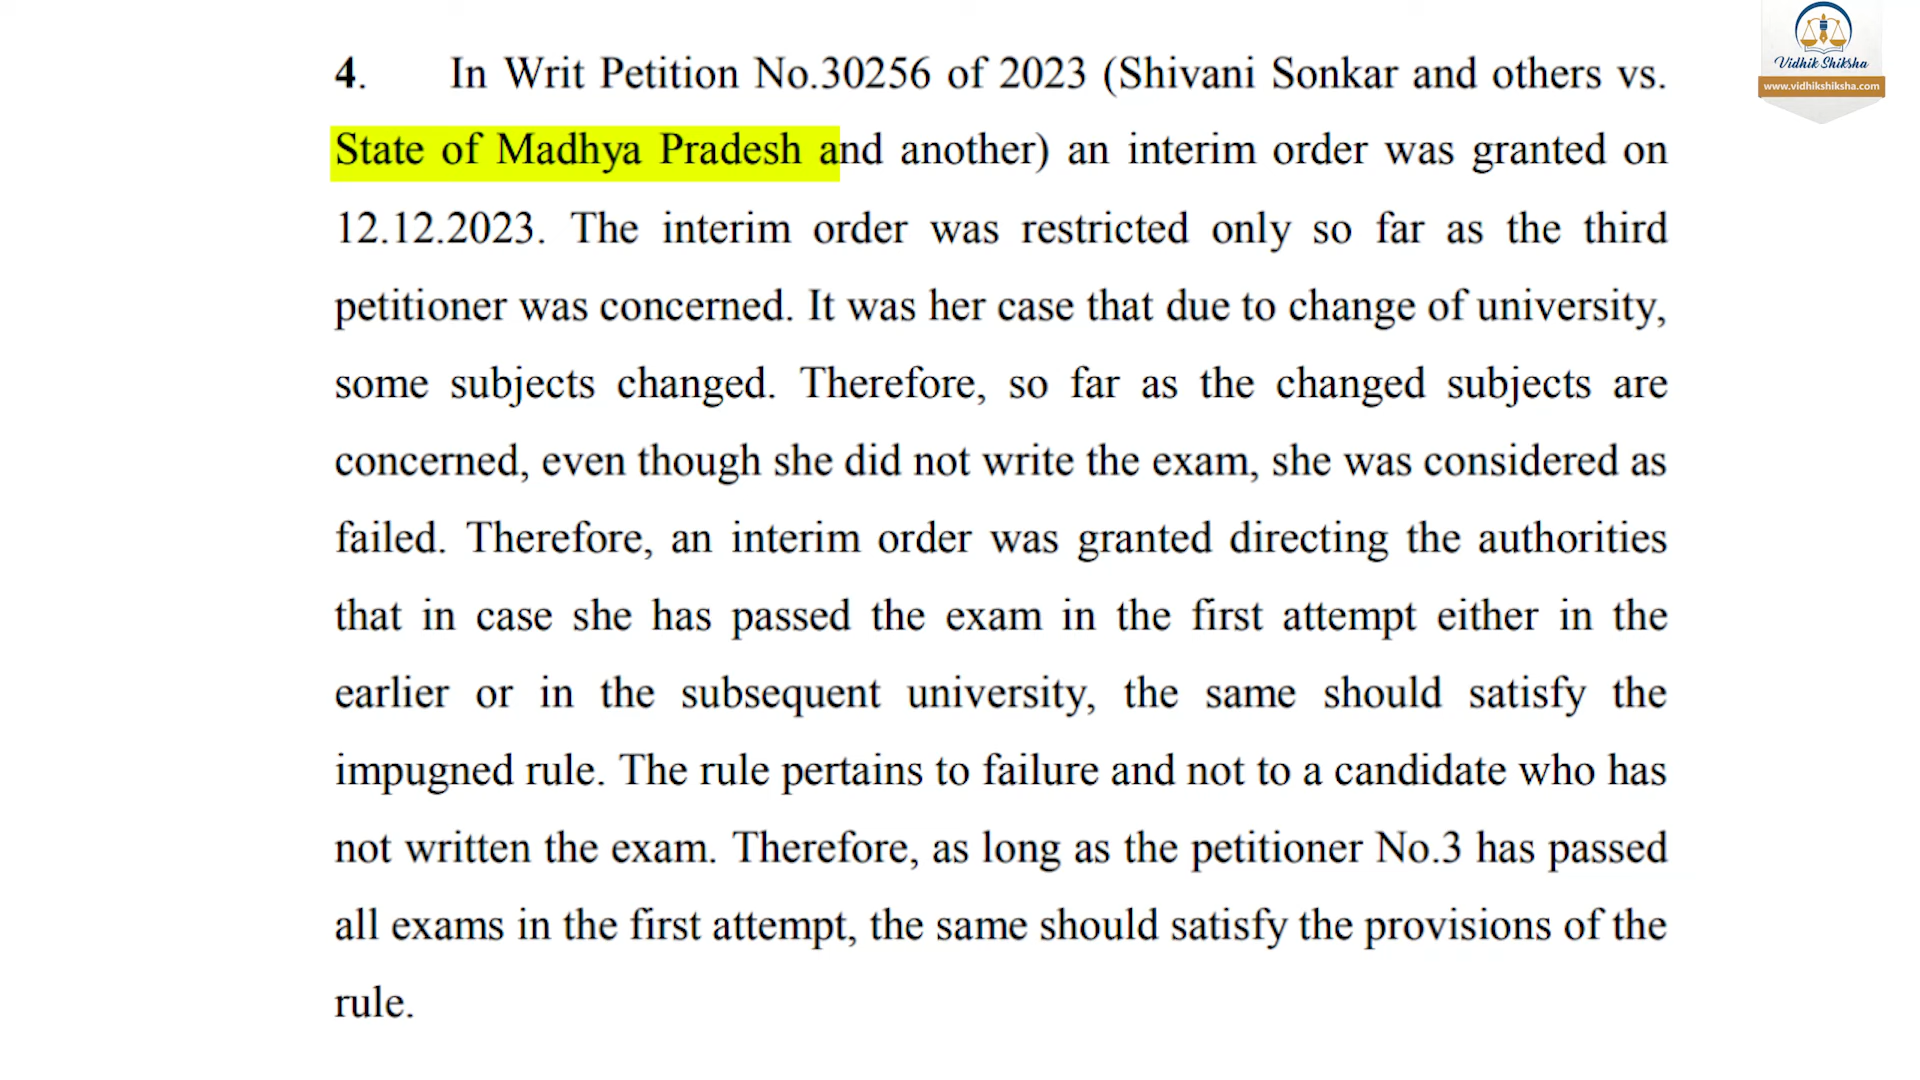 Vidhik Shiksha
www.vidhikshiksha.com
4. In Writ Petition No.30256 of 2023 (Shivani Sonkar and others vs.
State of Madhya Pradesh and another) an interim order was granted on
12.12.2023. The interim order was restricted only so far as the third
petitioner was concerned. It was her case that due to change of university,
some subjects changed. Therefore, so far as the changed subjects are
concerned, even though she did not write the exam, she was considered as
failed. Therefore, an interim order was granted directing the authorities
that in case she has passed the exam in the first attempt either in the
earlier or in the subsequent university, the same should satisfy the
impugned rule. The rule pertains to failure and not to a candidate who has
not written the exam. Therefore, as long as the petitioner No.3 has passed
all exams in the first attempt, the same should satisfy the provisions of the
rule.